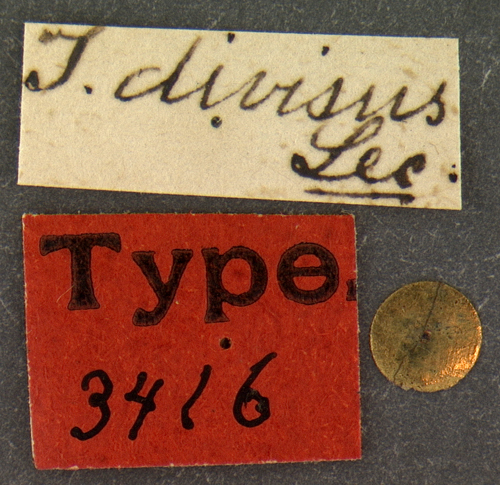 T. divisus
Lec.
Type.
3416